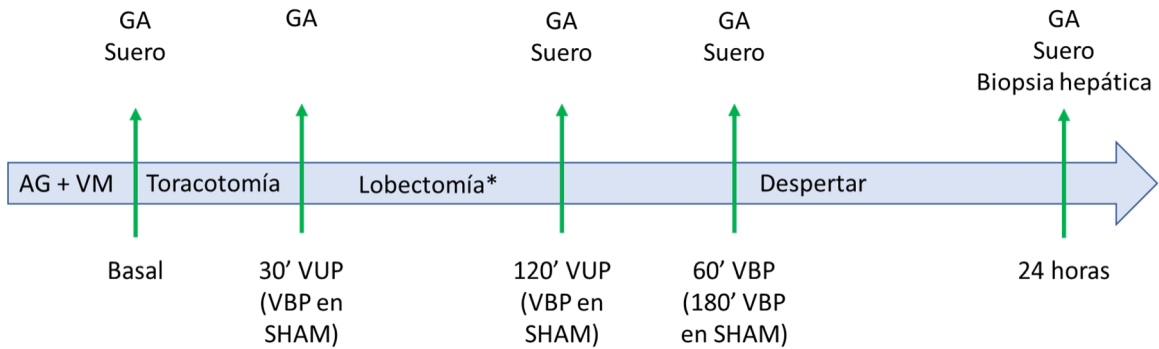 GA
Suero
GA
GA
Suero
GA
Suero
GA
Suero
Biopsia hepática
AG + VM
Toracotomía
Lobectomía*
Despertar
Basal
30’ VUP
(VBP en
SHAM)
120’ VUP
(VBP en
SHAM)
60’ VBP
(180’ VBP
en SHAM)
24 horas